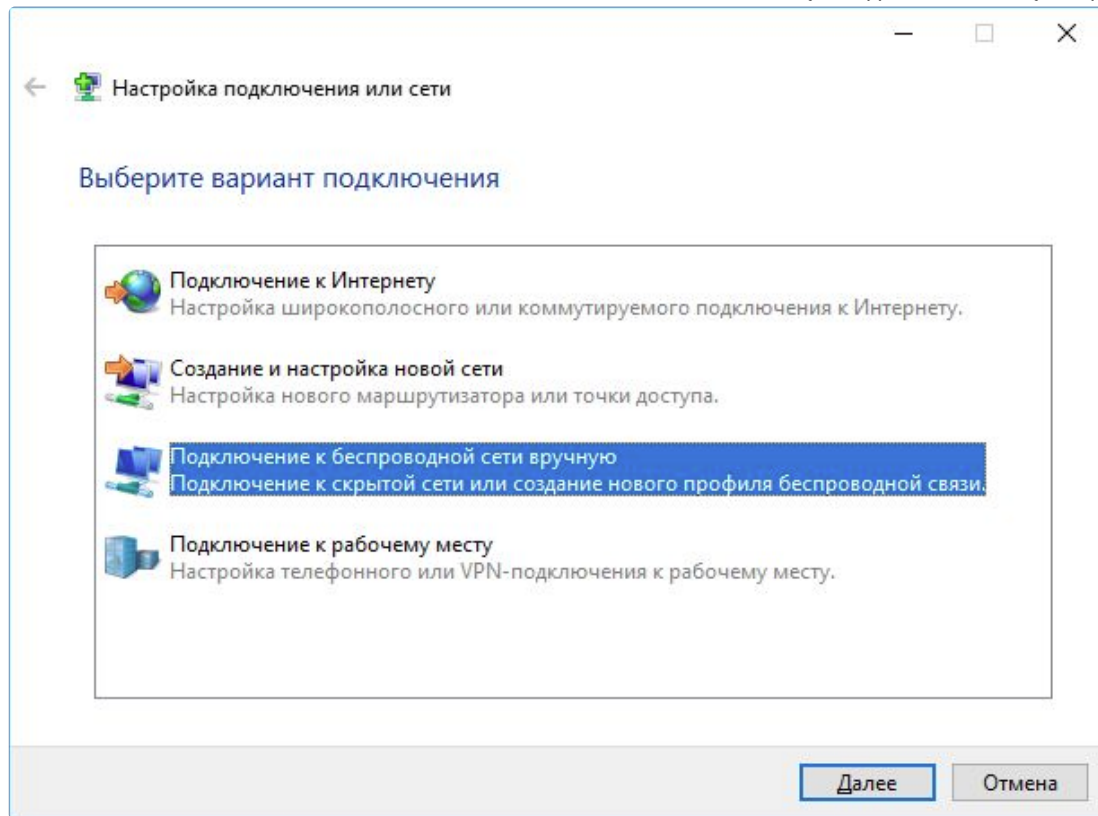 Настройка подключения или сети
Выберите вариант подключения
Подключение к Интернету
Настройка широкополосного или коммутируемого подключения к Интернету.
Создание и настройка новой сети
Настройка нового маршрутизатора или точки доступа.
Подключение к беспроводной сети вручную
Подключение к скрытой сети или создание нового профиля беспроводной связи.
Подключение к рабочему месту
Настройка телефонного или VPN-подключения к рабочему месту.
Далее
Отмена